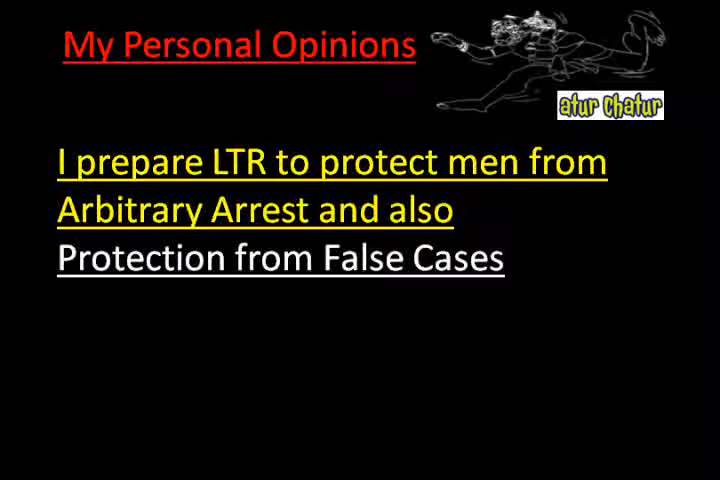 My Personal Opinions
atur chatur
I prepare LTR to protect men from
Arbitrary Arrest and also
Protection from False Cases